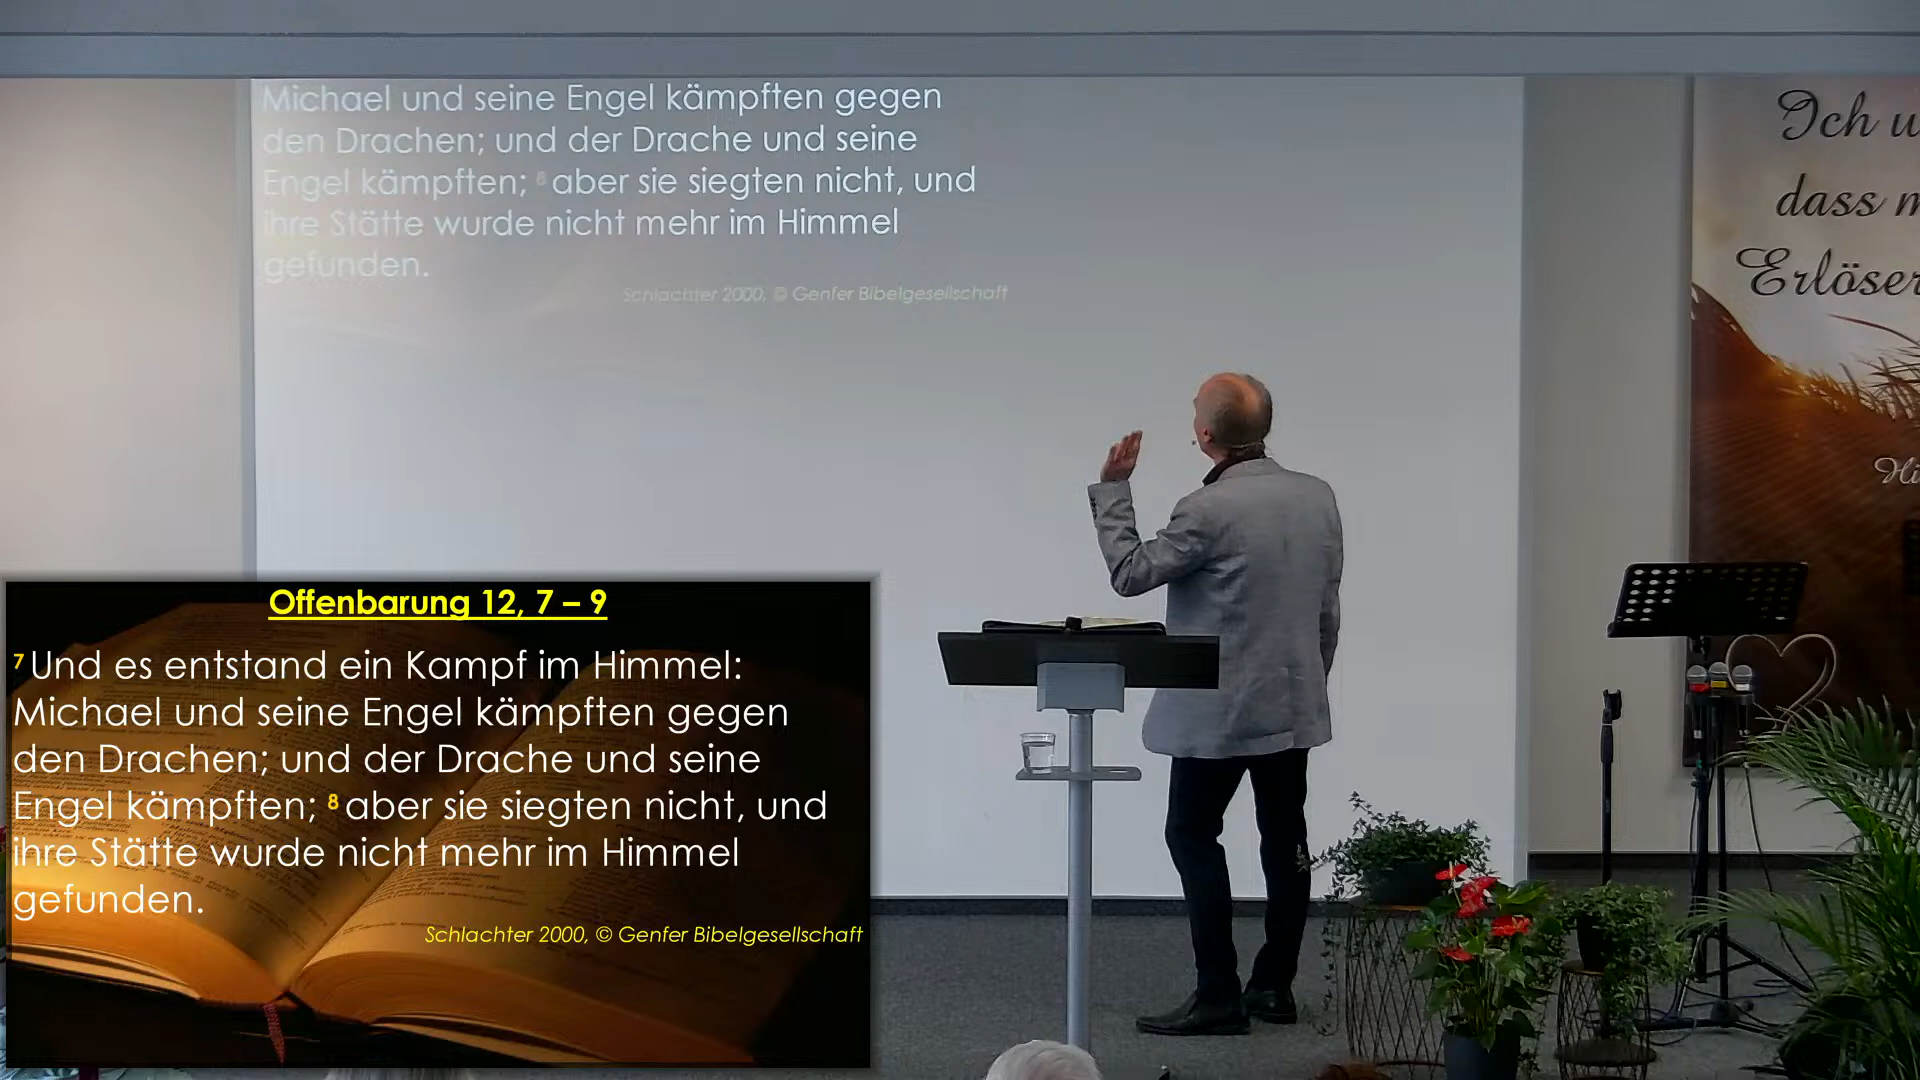 Michael und seine Engel kämpften gegen
den Drachen; und der Drache und seine
Engel kämpften; 8 aber sie siegten nicht, und
ihre Stätte wurde nicht mehr im Himmel
gefunden.
Schlachter 2000, © Genfer Bibelgesellschaft
Ich
dass
Erlöser
Offenbarung 12, 7 – 9
7 Und es entstand ein Kampf im Himmel:
Michael und seine Engel kämpften gegen
den Drachen; und der Drache und seine
Engel kämpften; 8 aber sie siegten nicht, und
ihre Stätte wurde nicht mehr im Himmel
gefunden.
Schlachter 2000, © Genfer Bibelgesellschaft